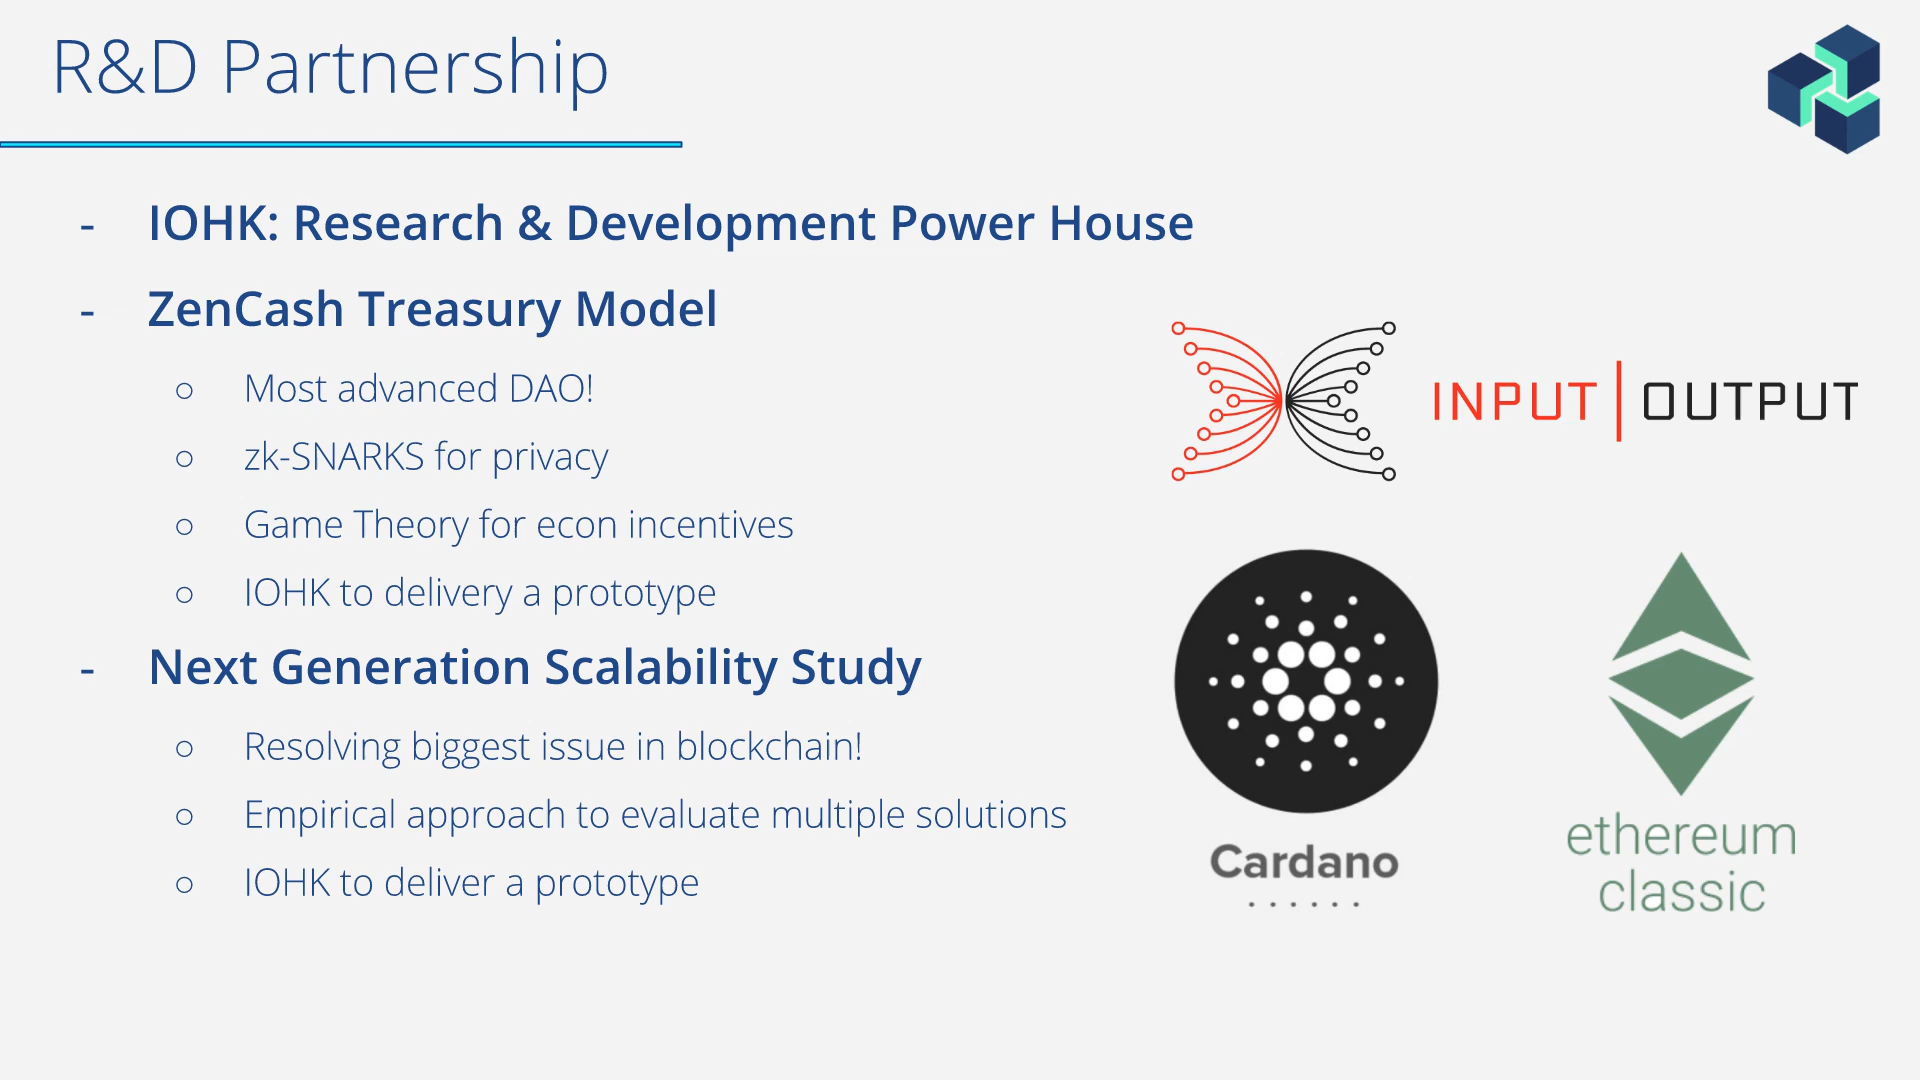 R&D Partnership
- IOHK: Research & Development Power House
- ZenCash Treasury Model
○ Most advanced DAO!
○ zk-SNARKS for privacy
○ Game Theory for econ incentives
○ IOHK to delivery a prototype
- Next Generation Scalability Study
○ Resolving biggest issue in blockchain!
○ Empirical approach to evaluate multiple solutions
○ IOHK to deliver a prototype
INPUT | OUTPUT
Cardano
ethereum
classic